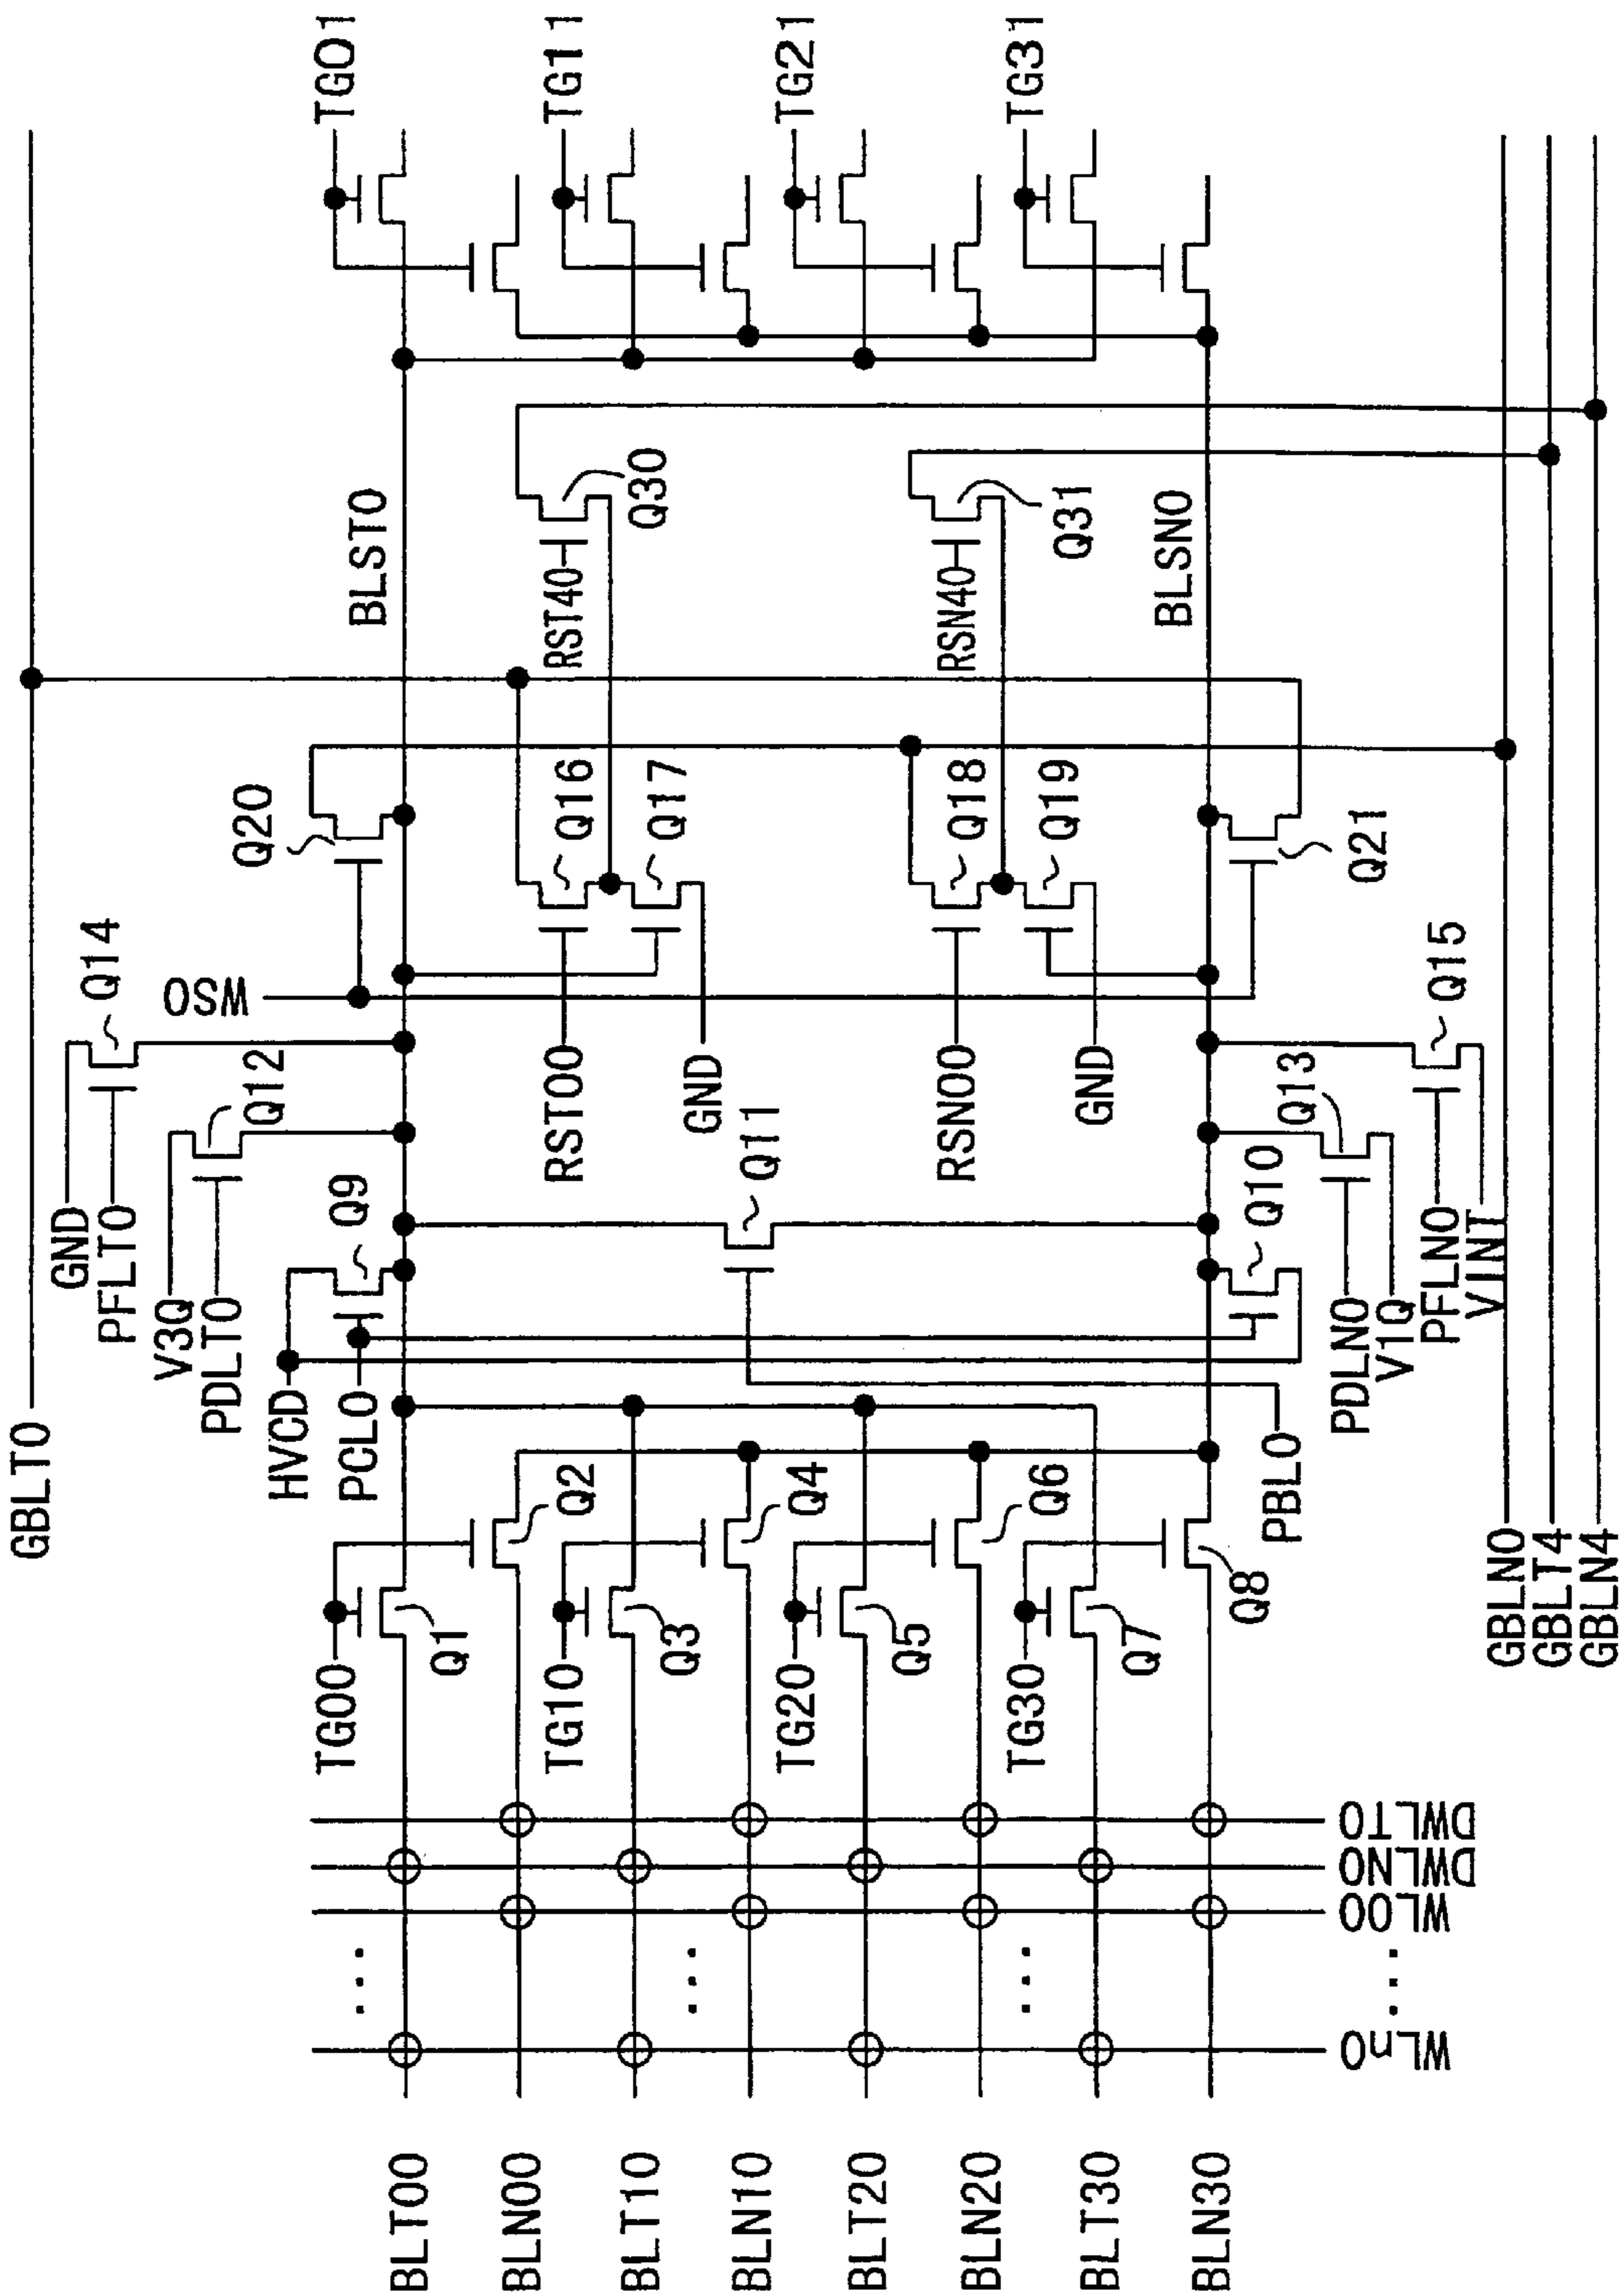 GBLT0
GND
PFLT0
V3Q
PDLT0
HVCD
PCL0
Q14
Q12
Q9
WS0
Q20
BLST0
TG00
Q1
Q2
TG10
Q3
Q4
TG20
Q5
Q6
TG30
Q7
Q8
TG01
TG11
TG21
TG31
RST00
GND
Q16
Q17
RST40
Q30
Q11
RSN00
GND
Q18
Q19
RSN40
Q31
BLSN0
PBL0
Q10
Q13
Q15
Q21
PDLN0
V1Q
PFLN0
VINT
GBLN0
GBLT4
GBLN4
BLT00
BLN00
BLT10
BLN10
BLT20
BLN20
BLT30
BLN30
...
...
...
WLn0
...
WL00
DWLN0
DWLT0